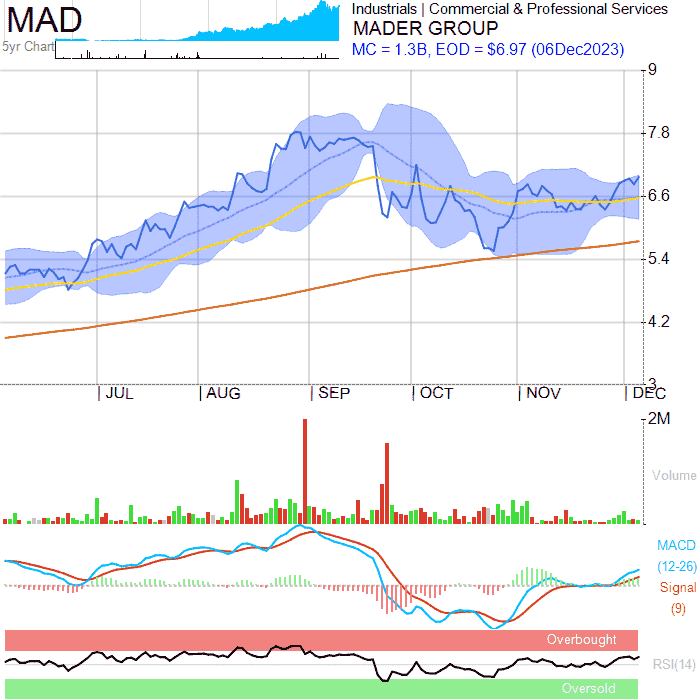 MAD
Industrials | Commercial & Professional Services
MADER GROUP
5yr Chart
MC = 1.3B, EOD = $6.97 (06Dec2023)
9
7.8
6.6
5.4
4.2
3
JUL
AUG
SEP
OCT
NOV
DEC
2M
Volume
MACD
(12-26)
Signal
(9)
Overbought
RSI(14)
Oversold